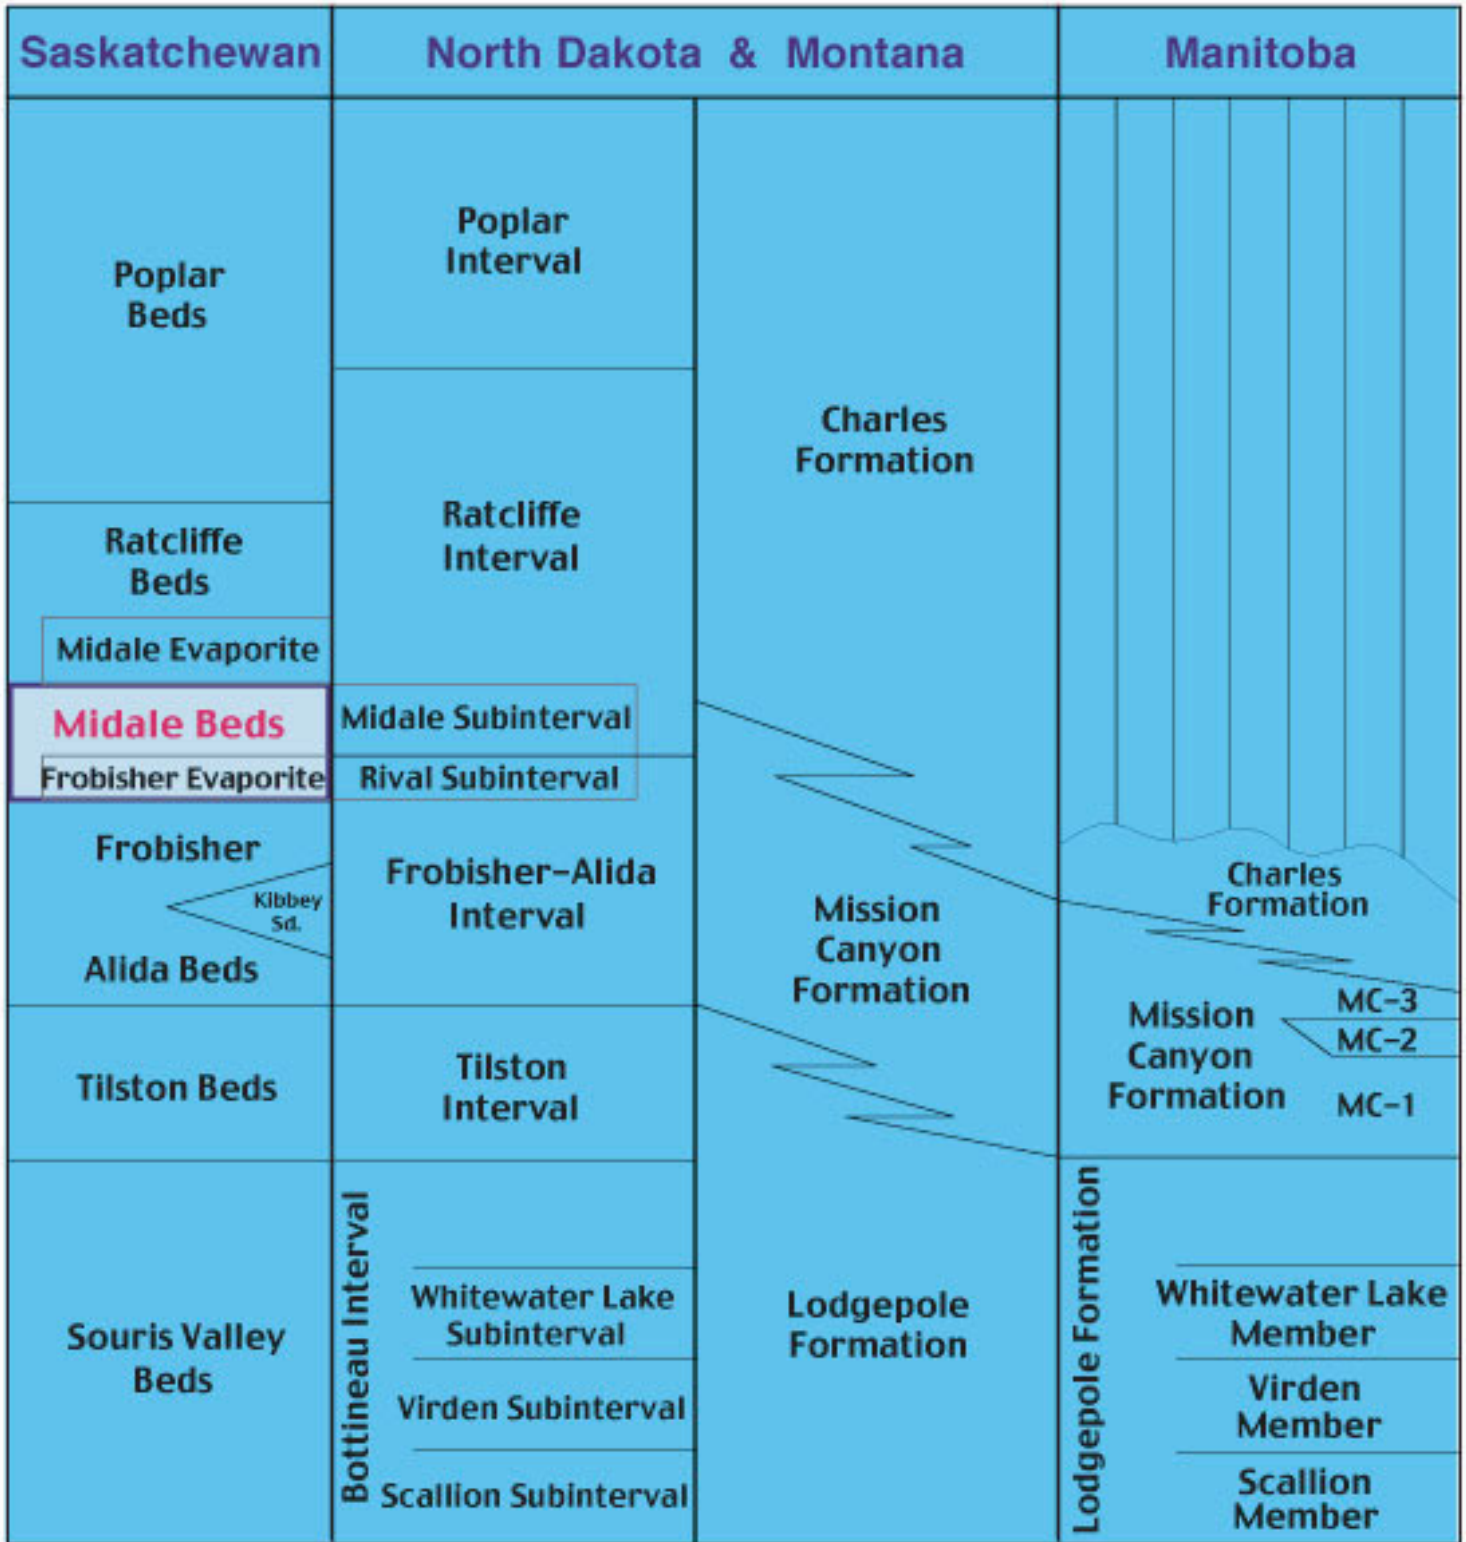 Saskatchewan
North Dakota & Montana
Manitoba
Poplar
Beds
Ratcliffe
Beds
Midale Evaporite
Midale Beds
Frobisher Evaporite
Frobisher
Kibbey
Sd.
Alida Beds
Tilston Beds
Souris Valley
Beds
Poplar
Interval
Ratcliffe
Interval
Midale Subinterval
Rival Subinterval
Frobisher-Alida
Interval
Tilston
Interval
Bottineau Interval
Whitewater Lake
Subinterval
Virden Subinterval
Scallion Subinterval
Charles
Formation
Mission
Canyon
Formation
Lodgepole
Formation
Charles
Formation
Mission
Canyon
Formation
MC-3
MC-2
MC-1
Lodgepole Formation
Whitewater Lake
Member
Virden
Member
Scallion
Member